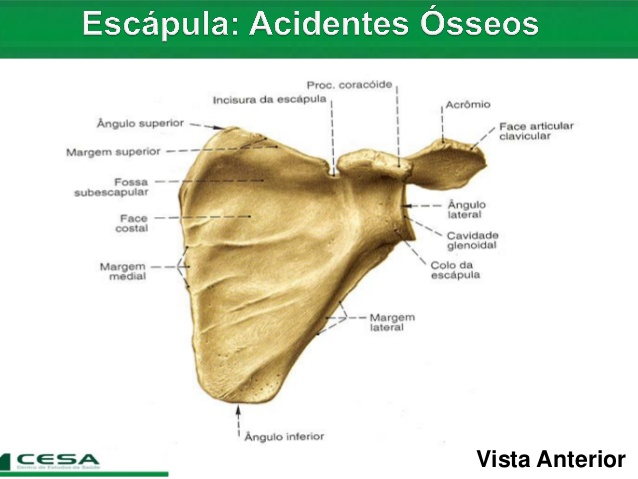 Escápula: Acidentes Ósseos
Proc. coracóide
Incisura da escápula
Acrômio
Ângulo superior
Face articular
clavicular
Margem superior
Fossa
subescapular
Ângulo
lateral
Face
costal
Cavidade
glenoidal
Margem
medial
Colo da
escápula
Margem
lateral
Ângulo inferior
CESA
Centro de Estudos da Saúde
Vista Anterior